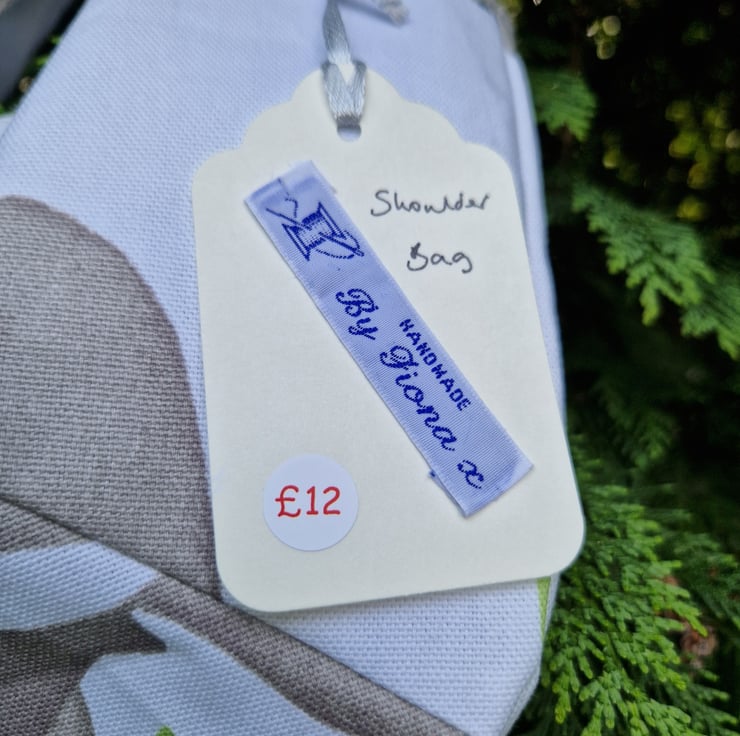 Shoulder
Bag
HANDMADE
By Fiona x
£12